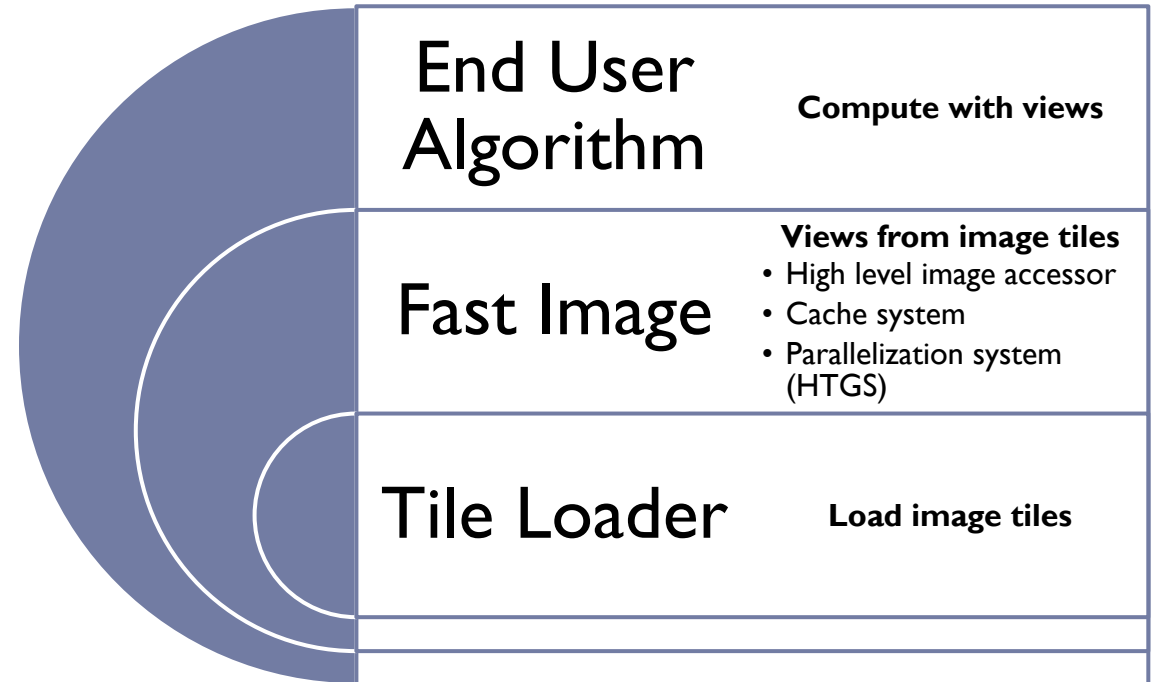 End User
Algorithm
Compute with views
Fast Image
Views from image tiles
• High level image accessor
• Cache system
• Parallelization system
(HTGS)
Tile Loader
Load image tiles